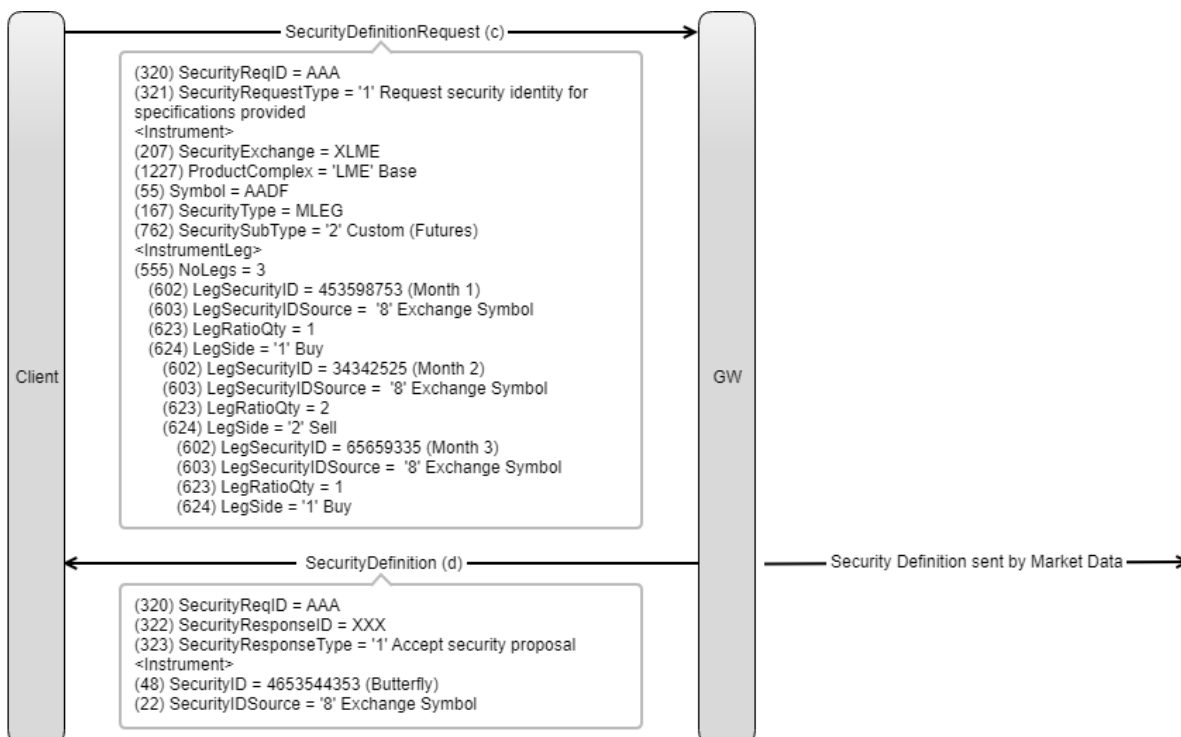 SecurityDefinitionRequest (c)
(320) SecurityReqID = AAA
(321) SecurityRequestType = '1' Request security identity for
specifications provided
<Instrument>
(207) SecurityExchange = XLME
(1227) ProductComplex = 'LME' Base
(55) Symbol = AADF
(167) SecurityType = MLEG
(762) SecuritySubType = '2' Custom (Futures)
<InstrumentLeg>
(555) NoLegs = 3
(602) LegSecurityID = 453598753 (Month 1)
(603) LegSecurityIDSource = '8' Exchange Symbol
(623) LegRatioQty = 1
(624) LegSide = '1' Buy
(602) LegSecurityID = 34342525 (Month 2)
(603) LegSecurityIDSource = '8' Exchange Symbol
(623) LegRatioQty = 2
(624) LegSide = '2' Sell
(602) LegSecurityID = 65659335 (Month 3)
(603) LegSecurityIDSource = '8' Exchange Symbol
(623) LegRatioQty = 1
(624) LegSide = '1' Buy
Client
GW
SecurityDefinition (d)
Security Definition sent by Market Data
(320) SecurityReqID = AAA
(322) SecurityResponseID = XXX
(323) SecurityResponseType = '1' Accept security proposal
<Instrument>
(48) SecurityID = 4653544353 (Butterfly)
(22) SecurityIDSource = '8' Exchange Symbol